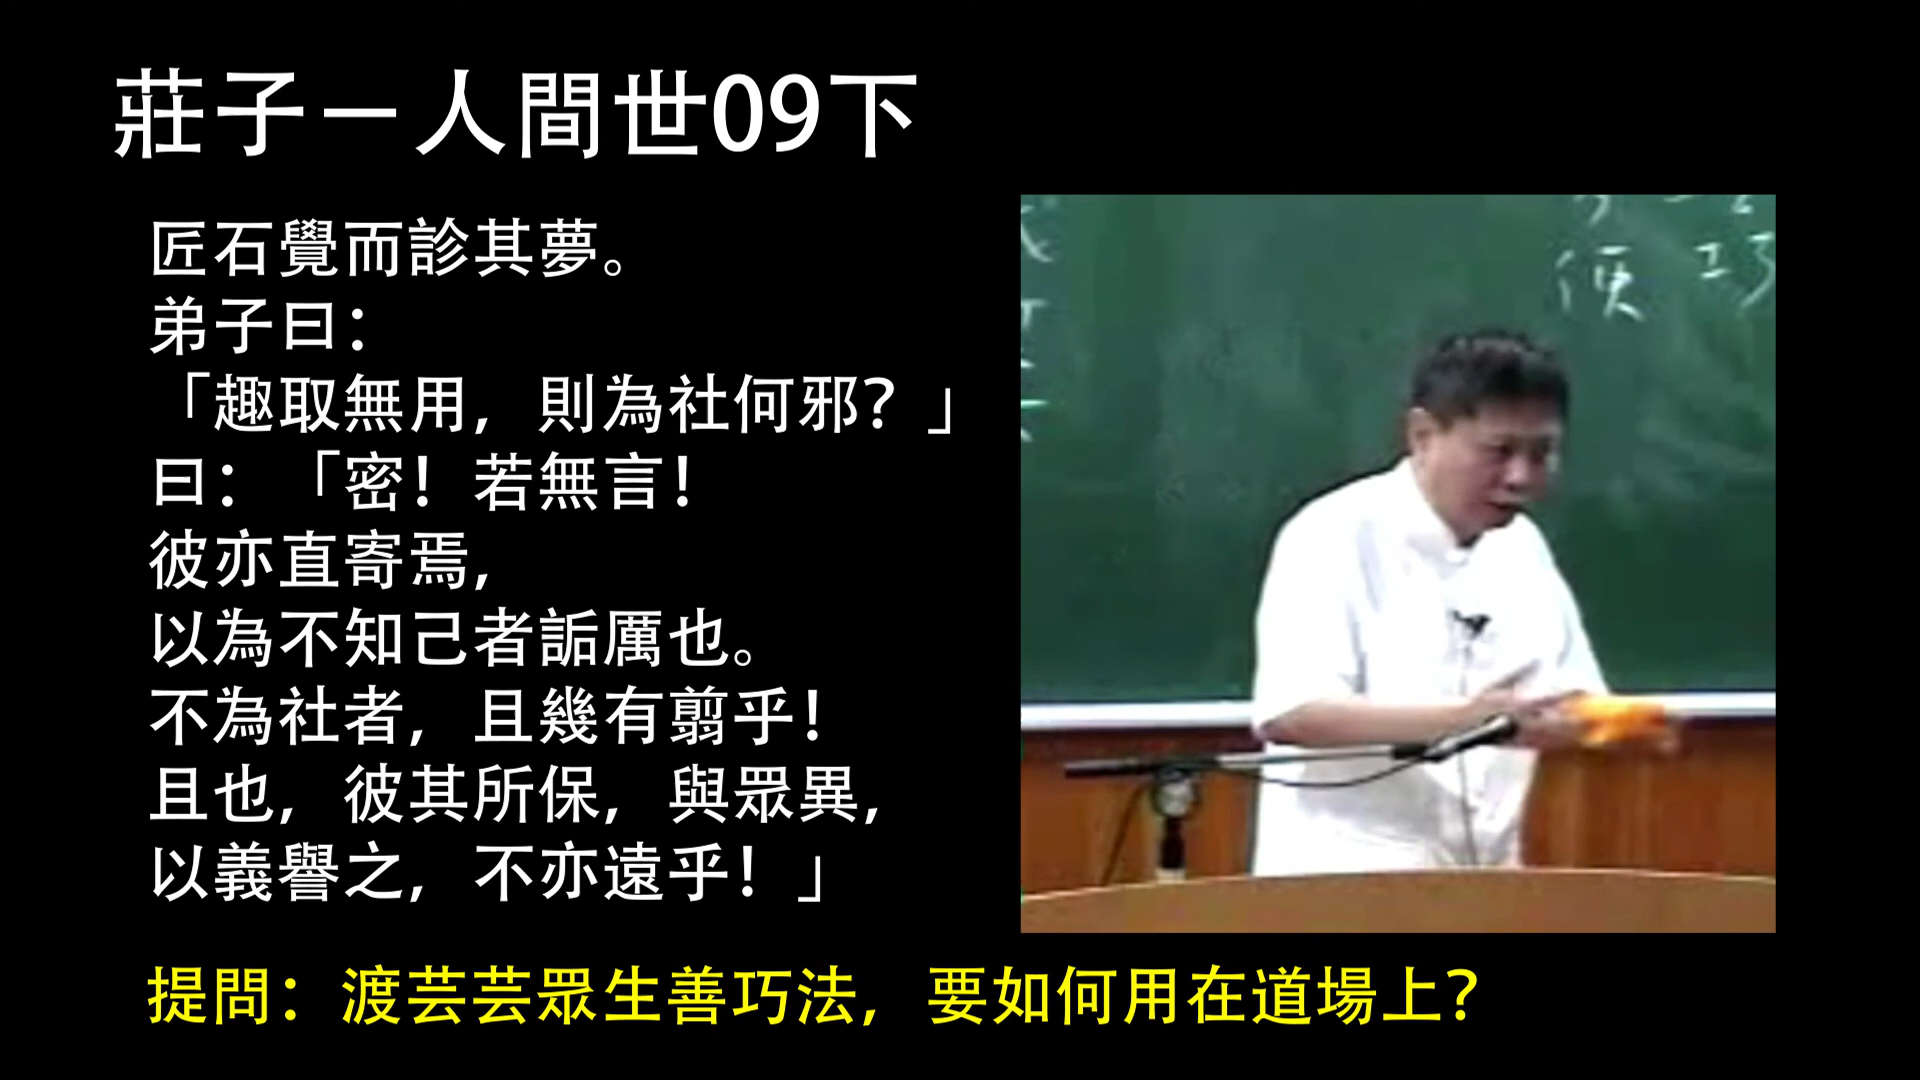 莊子－人間世09下
匠石覺而診其夢。
弟子曰：
「趣取無用，則為社何邪？」
曰：「密！若無言！
彼亦直寄焉，
以為不知己者詬厲也。
不為社者，且幾有翦乎！
且也，彼其所保，與眾異，
以義譽之，不亦遠乎！」
便 巧
提問：渡芸芸眾生善巧法，要如何用在道場上？